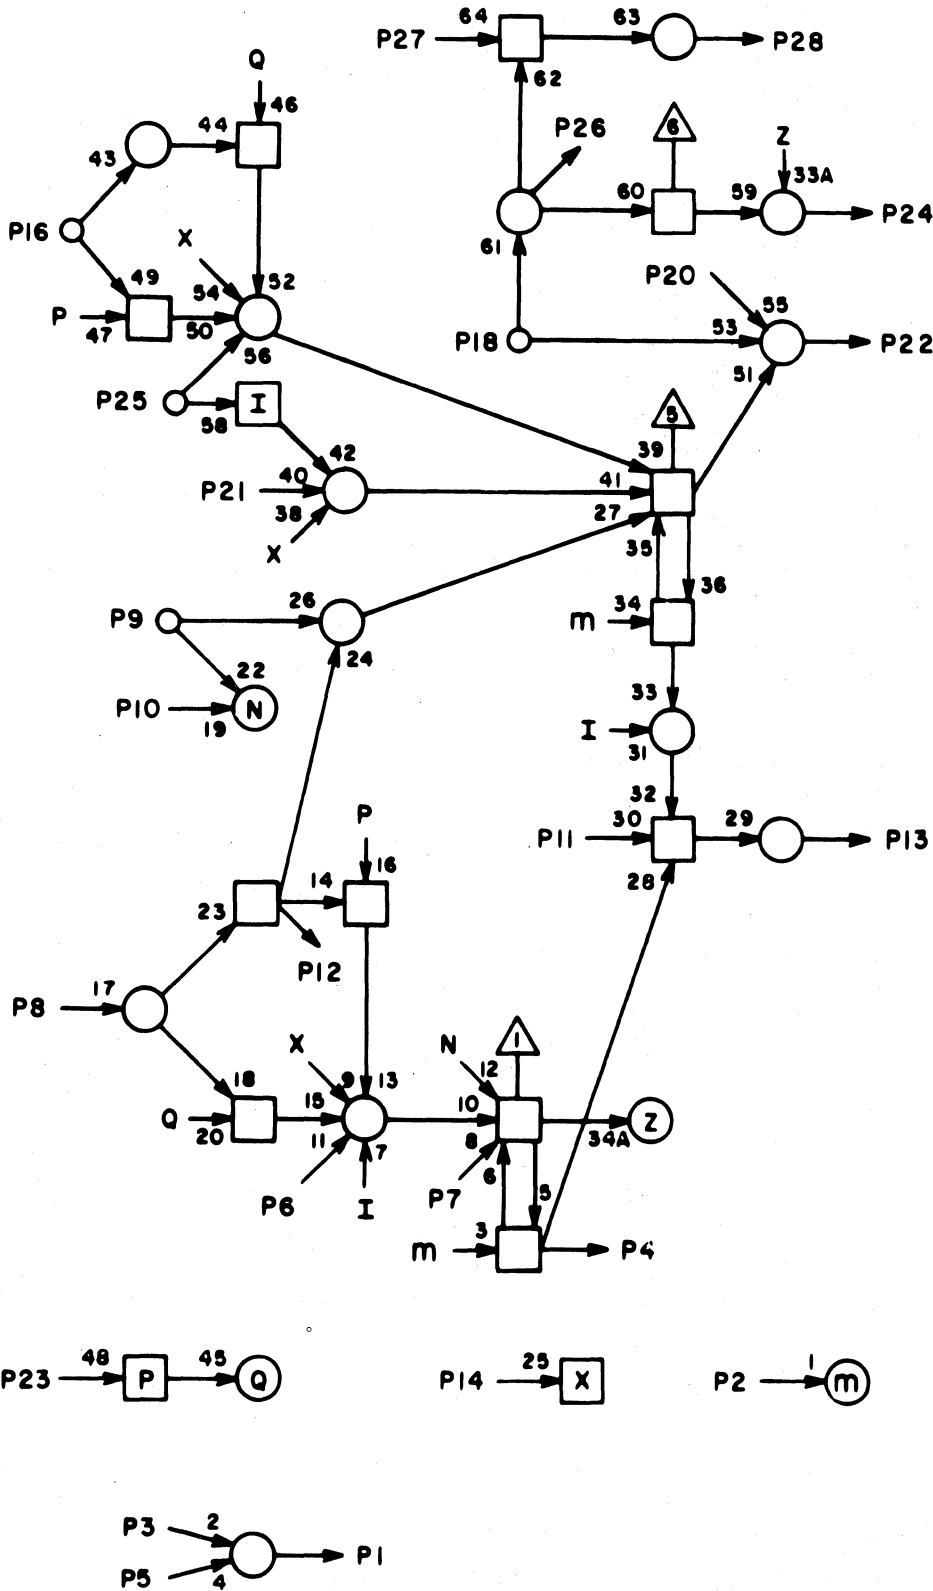 64 63
P27 P28
62
Q
46
44
43
P26
6
Z
33A
60 59
P24
61
P16
X
49
54 52
P20
55
P 47 50
56
P18 53
P22
51
P25
58
I
5
42
39
P21 40
41
38
X
27
35 36
P9
26
m 34
24
22
P10
19
N
33
I
31
32
P
16
P11 30 29
P13
28
14
23
P12
P8 17
X
N
1
12
18
9 13
Q
20
15
10
Z
34A
11
7
8
P6
I
P7
6 5
3
m
P4
P23 48
P
45
Q
P14 25
X
P2 1
m
P3 2
P1
P5
4